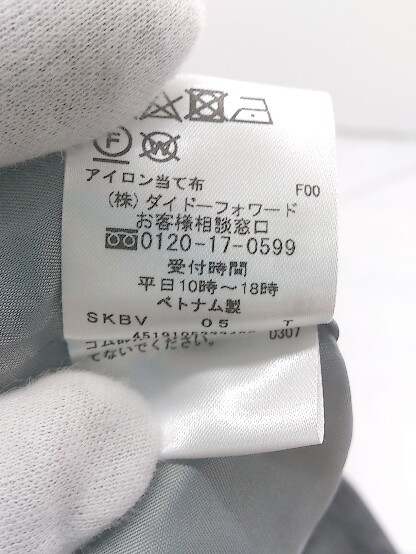 F W
アイロン当て布 F00
(株)ダイドーフォワード
お客様相談窓口
0120-17-0599
受付時間
平日10時～18時
ベトナム製
SKBV 05 T
0307
てないでください。